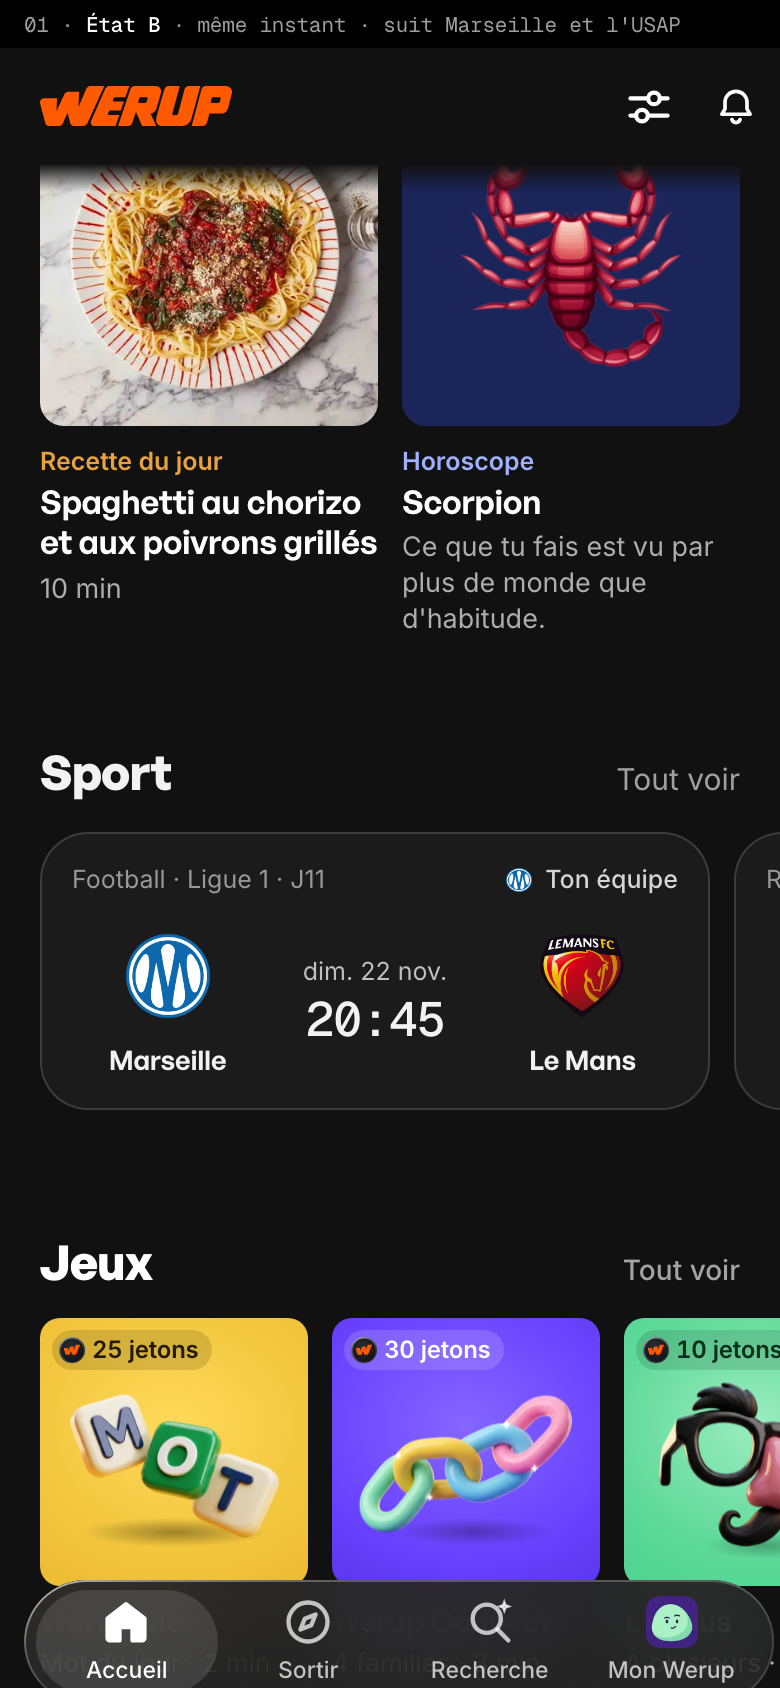 01 · État B · même instant · suit Marseille et l'USAP
WERUP
Recette du jour
Spaghetti au chorizo
et aux poivrons grillés
10 min
Horoscope
Scorpion
Ce que tu fais est vu par
plus de monde que
d'habitude.
Sport
Tout voir
Football · Ligue 1 · J11
Ton équipe
R
LEMANS FC
dim. 22 nov.
20:45
Marseille
Le Mans
Jeux
Tout voir
25 jetons
30 jetons
10 jetons
MOT
Accueil
Sortir
Recherche
Mon Werup